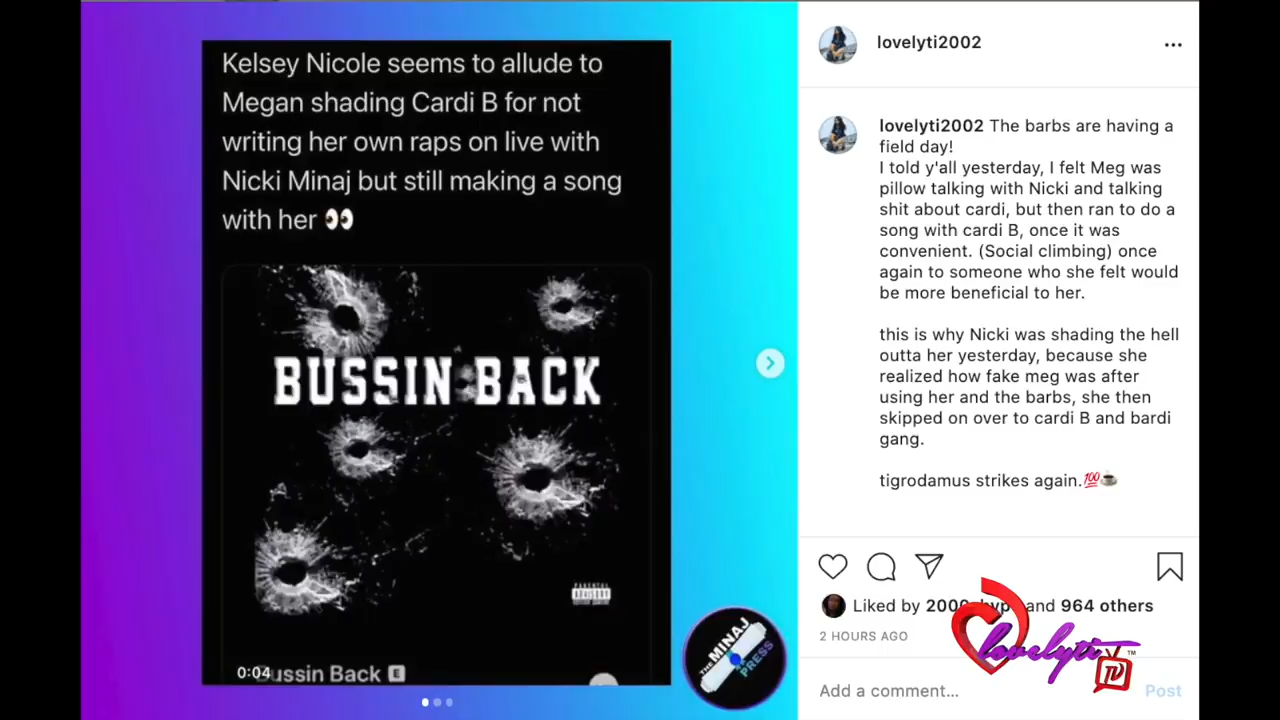 Kelsey Nicole seems to allude to
Megan shading Cardi B for not
writing her own raps on live with
Nicki Minaj but still making a song
with her 👀
BUSSIN BACK
PARENTAL
ADVISORY
0:04
Bussin Back E
THE MINAJ
PRESS
lovelyti2002
lovelyti2002 The barbs are having a
field day!
I told y'all yesterday, I felt Meg was
pillow talking with Nicki and talking
shit about cardi, but then ran to do a
song with cardi B, once it was
convenient. (Social climbing) once
again to someone who she felt would
be more beneficial to her.
this is why Nicki was shading the hell
outta her yesterday, because she
realized how fake meg was after
using her and the barbs, she then
skipped on over to cardi B and bardi
gang.
tigrodamus strikes again.💯☕
Liked by and 964 others
2 HOURS AGO
lovelyti TV™
Add a comment...
Post